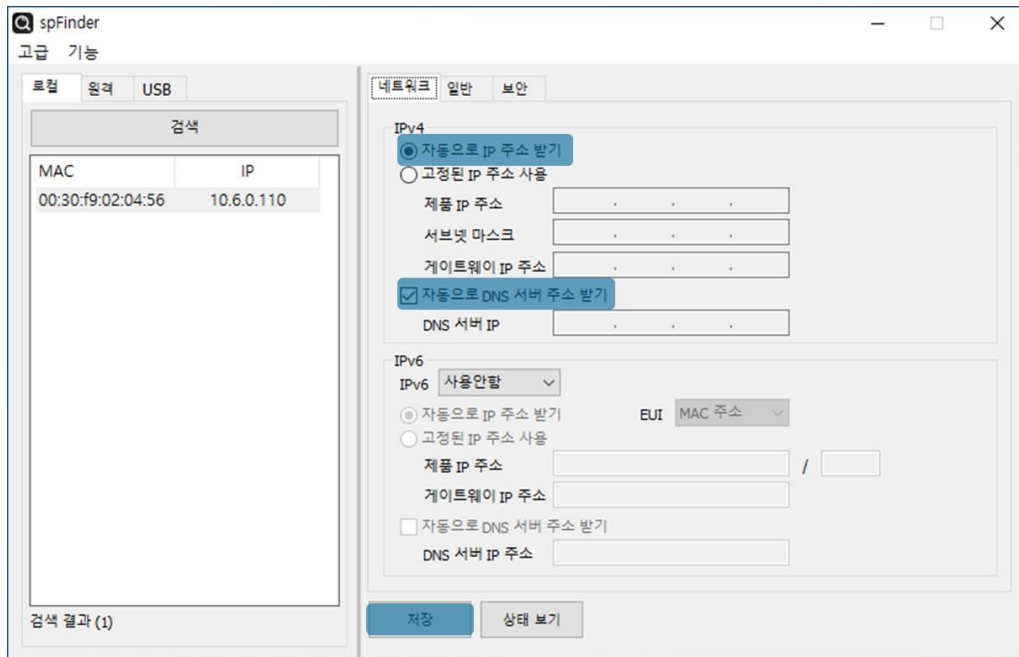 spFinder
고급 기능
로컬 원격 USB
검색
MAC IP
00:30:f9:02:04:56 10.6.0.110
검색 결과 (1)
네트워크 일반 보안
IPv4
자동으로 IP 주소 받기
고정된 IP 주소 사용
제품 IP 주소 . . .
서브넷 마스크 . . .
게이트웨이 IP 주소 . . .
자동으로 DNS 서버 주소 받기
DNS 서버 IP . . .
IPv6
IPv6 사용안함
자동으로 IP 주소 받기 EUI MAC 주소
고정된 IP 주소 사용
제품 IP 주소 /
게이트웨이 IP 주소
자동으로 DNS 서버 주소 받기
DNS 서버 IP 주소
저장 상태 보기